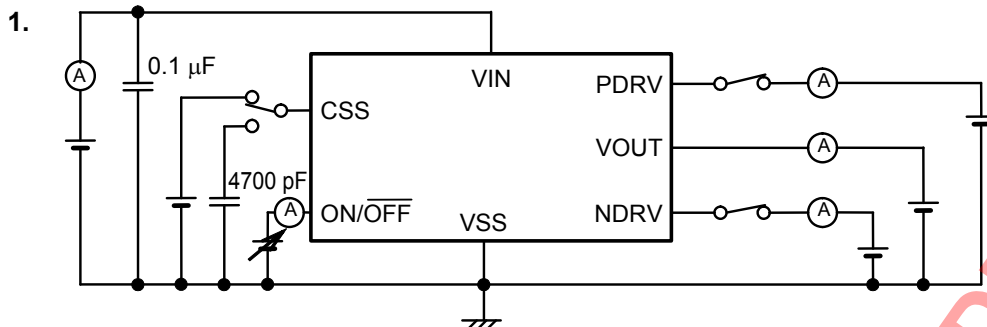 1.
A
0.1 μF
VIN
PDRV
A
CSS
VOUT
A
4700 pF
A
ON/OFF
VSS
NDRV
A